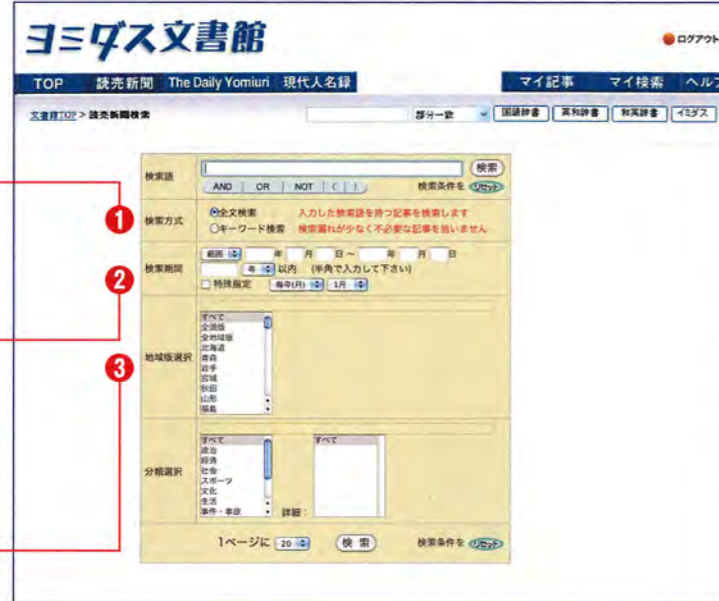 ヨミダス文書館
ログアウト
TOP 読売新聞 The Daily Yomiuri 現代人名録 マイ記事 マイ検索 ヘルプ
文書館TOP > 読売新聞検索 部分一致 国語辞書 英和辞書 和英辞書 イミダス
検索語 検索
AND OR NOT ( ) 検索条件を リセット
1 検索方式 全文検索 入力した検索語を持つ記事を検索します
キーワード検索 検索漏れが少なく不必要な記事を拾いません
2 検索期間 範囲 年 月 日~ 年 月 日
年 以内 (半角で入力して下さい)
特殊指定 毎年(月) 1月
3 地域版選択 すべて
全国版
全地域版
北海道
青森
岩手
宮城
秋田
山形
福島
分類選択 すべて すべて
政治
経済
社会
スポーツ
文化
生活
事件・事故 詳細:
1ページに 20 検索 検索条件を リセット